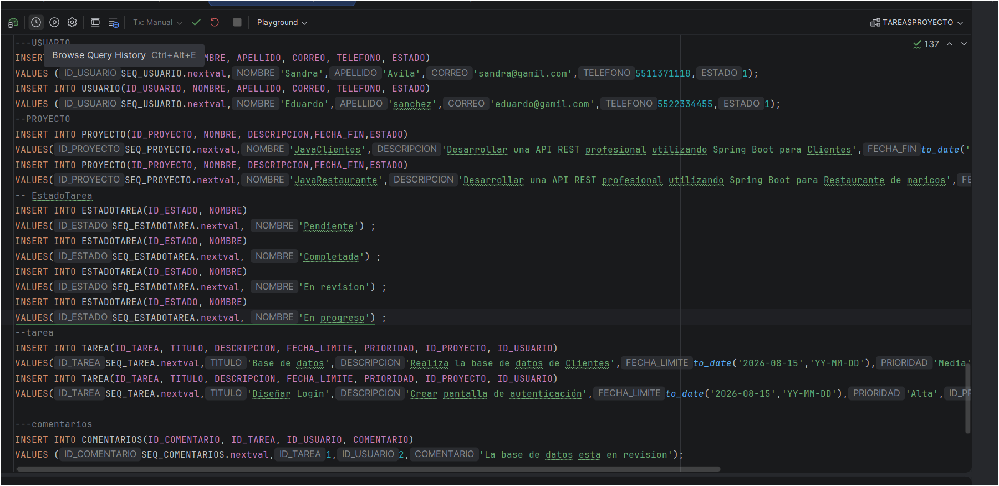 Tx: Manual Playground TAREASPROYECTO
---USUARIO 137
Browse Query History Ctrl+Alt+E
INSER MBRE, APELLIDO, CORREO, TELEFONO, ESTADO)
VALUES ( ID_USUARIO SEQ_USUARIO.nextval, NOMBRE 'Sandra', APELLIDO 'Avila', CORREO 'sandra@gamil.com', TELEFONO 5511371118, ESTADO 1);
INSERT INTO USUARIO(ID_USUARIO, NOMBRE, APELLIDO, CORREO, TELEFONO, ESTADO)
VALUES ( ID_USUARIO SEQ_USUARIO.nextval, NOMBRE 'Eduardo', APELLIDO 'sanchez', CORREO 'eduardo@gamil.com', TELEFONO 5522334455, ESTADO 1);
--PROYECTO
INSERT INTO PROYECTO(ID_PROYECTO, NOMBRE, DESCRIPCION,FECHA_FIN,ESTADO)
VALUES( ID_PROYECTO SEQ_PROYECTO.nextval, NOMBRE 'JavaClientes', DESCRIPCION 'Desarrollar una API REST profesional utilizando Spring Boot para Clientes', FECHA_FIN to_date('
INSERT INTO PROYECTO(ID_PROYECTO, NOMBRE, DESCRIPCION,FECHA_FIN,ESTADO)
VALUES( ID_PROYECTO SEQ_PROYECTO.nextval, NOMBRE 'JavaRestaurante', DESCRIPCION 'Desarrollar una API REST profesional utilizando Spring Boot para Restaurante de maricos', FE
-- EstadoTarea
INSERT INTO ESTADOTAREA(ID_ESTADO, NOMBRE)
VALUES( ID_ESTADO SEQ_ESTADOTAREA.nextval, NOMBRE 'Pendiente') ;
INSERT INTO ESTADOTAREA(ID_ESTADO, NOMBRE)
VALUES( ID_ESTADO SEQ_ESTADOTAREA.nextval, NOMBRE 'Completada') ;
INSERT INTO ESTADOTAREA(ID_ESTADO, NOMBRE)
VALUES( ID_ESTADO SEQ_ESTADOTAREA.nextval, NOMBRE 'En revision') ;
INSERT INTO ESTADOTAREA(ID_ESTADO, NOMBRE)
VALUES( ID_ESTADO SEQ_ESTADOTAREA.nextval, NOMBRE 'En progreso') ;
--tarea
INSERT INTO TAREA(ID_TAREA, TITULO, DESCRIPCION, FECHA_LIMITE, PRIORIDAD, ID_PROYECTO, ID_USUARIO)
VALUES( ID_TAREA SEQ_TAREA.nextval, TITULO 'Base de datos', DESCRIPCION 'Realiza la base de datos de Clientes', FECHA_LIMITE to_date('2026-08-15','YY-MM-DD'), PRIORIDAD 'Media'
INSERT INTO TAREA(ID_TAREA, TITULO, DESCRIPCION, FECHA_LIMITE, PRIORIDAD, ID_PROYECTO, ID_USUARIO)
VALUES( ID_TAREA SEQ_TAREA.nextval, TITULO 'Diseñar Login', DESCRIPCION 'Crear pantalla de autenticación', FECHA_LIMITE to_date('2026-08-15','YY-MM-DD'), PRIORIDAD 'Alta', ID_PR
---comentarios
INSERT INTO COMENTARIOS(ID_COMENTARIO, ID_TAREA, ID_USUARIO, COMENTARIO)
VALUES ( ID_COMENTARIO SEQ_COMENTARIOS.nextval, ID_TAREA 1, ID_USUARIO 2, COMENTARIO 'La base de datos esta en revision');